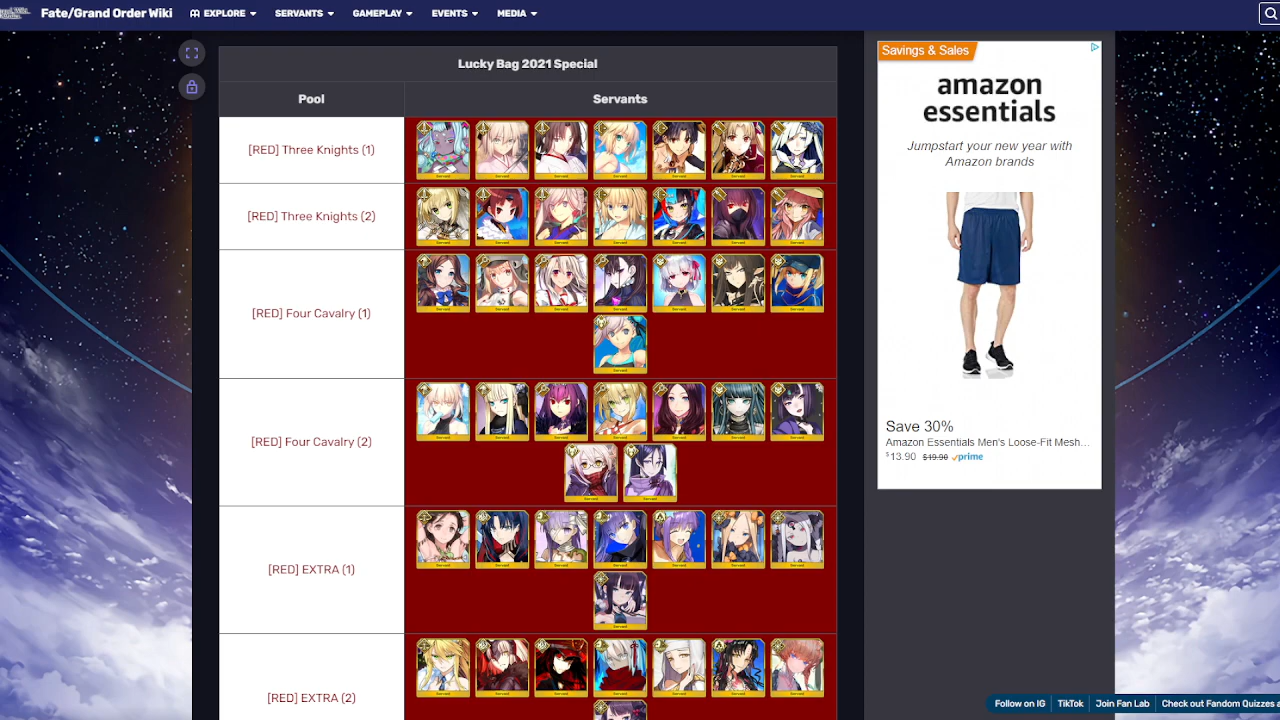 Fate/Grand Order Wiki
EXPLORE
SERVANTS
GAMEPLAY
EVENTS
MEDIA
Lucky Bag 2021 Special
Pool
Servants
[RED] Three Knights (1)
[RED] Three Knights (2)
[RED] Four Cavalry (1)
[RED] Four Cavalry (2)
[RED] EXTRA (1)
[RED] EXTRA (2)
Savings & Sales
amazon
essentials
Jumpstart your new year with
Amazon brands
Save 30%
Amazon Essentials Men's Loose-Fit Mesh...
$13.90 $19.90 prime
Follow on IG
TikTok
Join Fan Lab
Check out Fandom Quizzes a